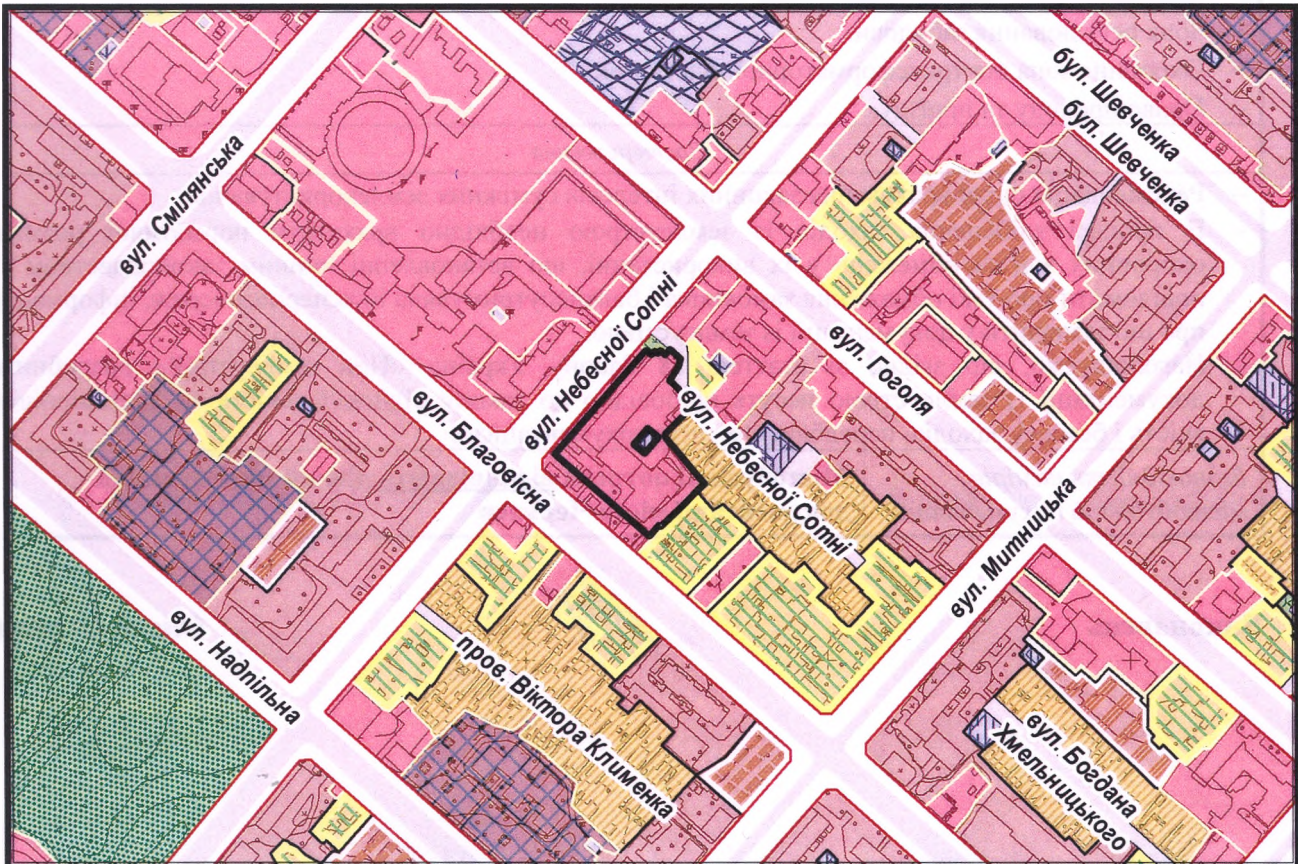 бул. Шевченка
бул. Шевченка
вул. Смілянська
вул. Небесної Сотні
вул. Гоголя
вул. Благовісна
вул. Небесної Сотні
вул. Митницька
вул. Надпільна
пров. Віктора Клименка
вул. Богдана
Хмельницького